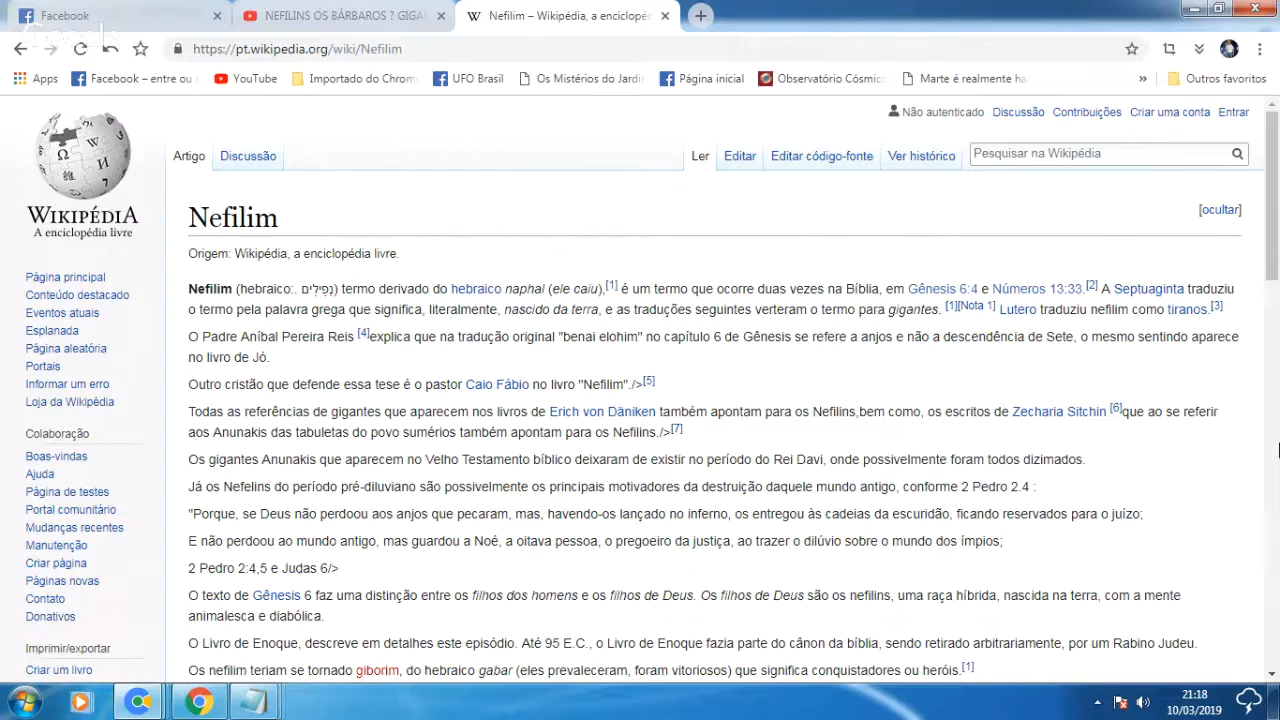 Facebook
NEFILINS OS BÁRBAROS ? GIGA
Nefilim – Wikipédia, a enciclopéd
https://pt.wikipedia.org/wiki/Nefilim
Apps
Facebook – entre ou
YouTube
Importado do Chrom
UFO Brasil
Os Mistérios do Jardin
Página inicial
Observatório Cósmic
Marte é realmente ha
»
Outros favoritos
Não autenticado Discussão Contribuições Criar uma conta Entrar
Artigo Discussão Ler Editar Editar código-fonte Ver histórico Pesquisar na Wikipédia
WIKIPÉDIA
A enciclopédia livre
Página principal
Conteúdo destacado
Eventos atuais
Esplanada
Página aleatória
Portais
Informar um erro
Loja da Wikipédia
Colaboração
Boas-vindas
Ajuda
Página de testes
Portal comunitário
Mudanças recentes
Manutenção
Criar página
Páginas novas
Contato
Donativos
Imprimir/exportar
Criar um livro
Nefilim
[ocultar]
Origem: Wikipédia, a enciclopédia livre.
Nefilim (hebraico:. נְפִילִים) termo derivado do hebraico naphal (ele caiu),[1] é um termo que ocorre duas vezes na Bíblia, em Gênesis 6:4 e Números 13:33.[2] A Septuaginta traduziu
o termo pela palavra grega que significa, literalmente, nascido da terra, e as traduções seguintes verteram o termo para gigantes. [1][Nota 1] Lutero traduziu nefilim como tiranos.[3]
O Padre Aníbal Pereira Reis [4]explica que na tradução original "benai elohim" no capítulo 6 de Gênesis se refere a anjos e não a descendência de Sete, o mesmo sentindo aparece
no livro de Jó.
Outro cristão que defende essa tese é o pastor Caio Fábio no livro "Nefilim"./>[5]
Todas as referências de gigantes que aparecem nos livros de Erich von Däniken também apontam para os Nefilins,bem como, os escritos de Zecharia Sitchin [6]que ao se referir
aos Anunakis das tabuletas do povo sumérios também apontam para os Nefilins./>[7]
Os gigantes Anunakis que aparecem no Velho Testamento bíblico deixaram de existir no período do Rei Davi, onde possivelmente foram todos dizimados.
Já os Nefelins do período pré-diluviano são possivelmente os principais motivadores da destruição daquele mundo antigo, conforme 2 Pedro 2.4 :
"Porque, se Deus não perdoou aos anjos que pecaram, mas, havendo-os lançado no inferno, os entregou às cadeias da escuridão, ficando reservados para o juízo;
E não perdoou ao mundo antigo, mas guardou a Noé, a oitava pessoa, o pregoeiro da justiça, ao trazer o dilúvio sobre o mundo dos ímpios;
2 Pedro 2:4,5 e Judas 6/>
O texto de Gênesis 6 faz uma distinção entre os filhos dos homens e os filhos de Deus. Os filhos de Deus são os nefilins, uma raça híbrida, nascida na terra, com a mente
animalesca e diabólica.
O Livro de Enoque, descreve em detalhes este episódio. Até 95 E.C., o Livro de Enoque fazia parte do cânon da bíblia, sendo retirado arbitrariamente, por um Rabino Judeu.
Os nefilim teriam se tornado giborim, do hebraico gabar (eles prevaleceram, foram vitoriosos) que significa conquistadores ou heróis.[1]
21:18
10/03/2019